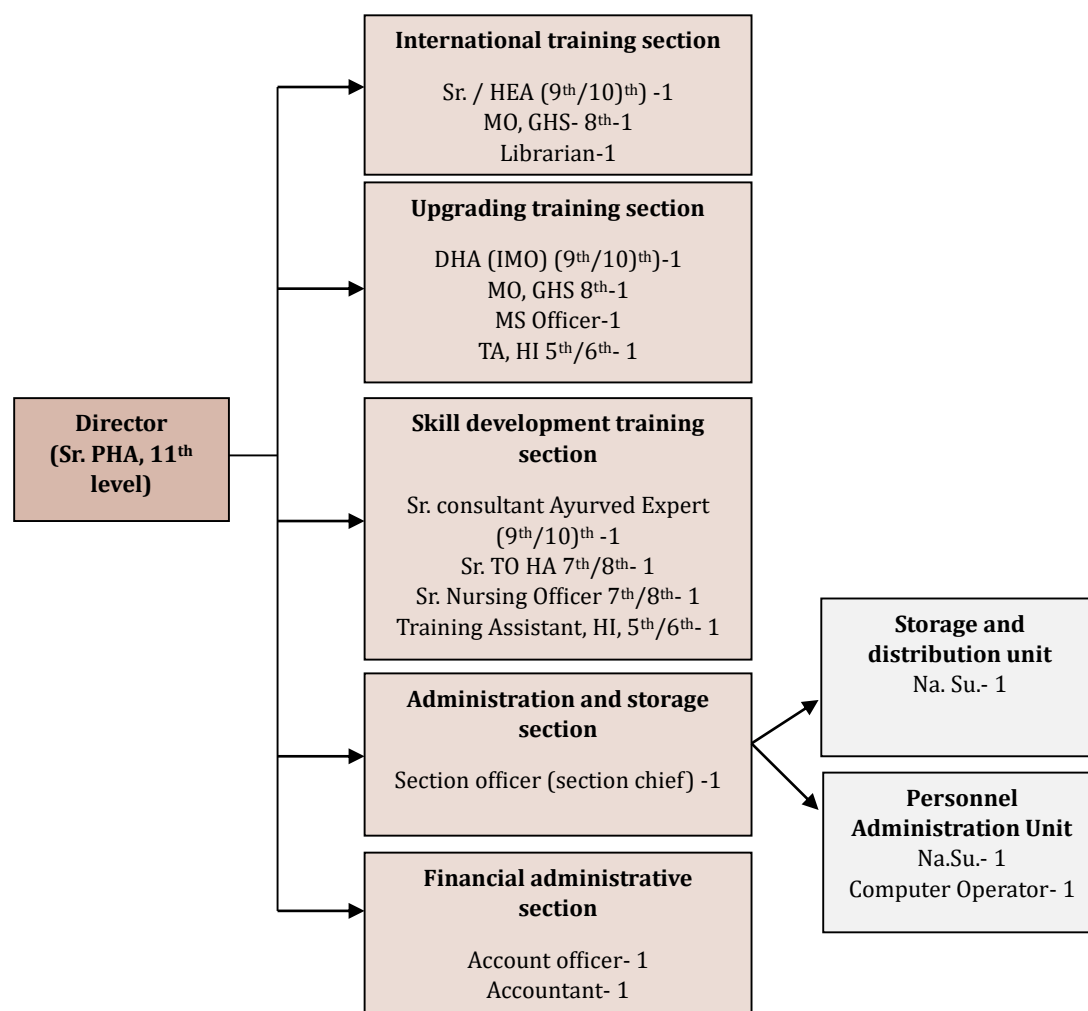 International training section
Sr. / HEA (9th/10)th) -1
MO, GHS- 8th-1
Librarian-1
Upgrading training section
DHA (IMO) (9th/10)th)-1
MO, GHS 8th-1
MS Officer-1
TA, HI 5th/6th- 1
Director
(Sr. PHA, 11th
level)
Skill development training
section
Sr. consultant Ayurved Expert
(9th/10)th -1
Sr. TO HA 7th/8th- 1
Sr. Nursing Officer 7th/8th- 1
Training Assistant, HI, 5th/6th- 1
Administration and storage
section
Section officer (section chief) -1
Storage and
distribution unit
Na. Su.- 1
Personnel
Administration Unit
Na.Su.- 1
Computer Operator- 1
Financial administrative
section
Account officer- 1
Accountant- 1